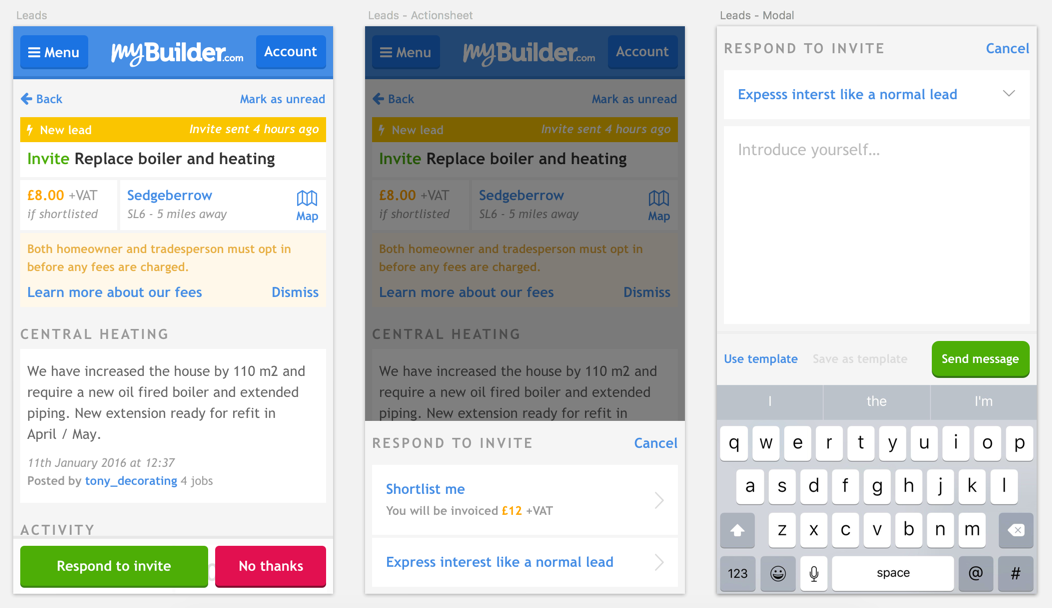 Leads
Menu
myBuilder.com
Account
Back
Mark as unread
New lead
Invite sent 4 hours ago
Invite Replace boiler and heating
£8.00 +VAT
if shortlisted
Sedgeberrow
SL6 - 5 miles away
Map
Both homeowner and tradesperson must opt in
before any fees are charged.
Learn more about our fees
Dismiss
CENTRAL HEATING
We have increased the house by 110 m2 and
require a new oil fired boiler and extended
piping. New extension ready for refit in
April / May.
11th January 2016 at 12:37
Posted by tony_decorating 4 jobs
ACTIVITY
Respond to invite
No thanks
Leads - Actionsheet
Menu
myBuilder.com
Account
Back
Mark as unread
New lead
Invite sent 4 hours ago
Invite Replace boiler and heating
£8.00 +VAT
if shortlisted
Sedgeberrow
SL6 - 5 miles away
Map
Both homeowner and tradesperson must opt in
before any fees are charged.
Learn more about our fees
Dismiss
CENTRAL HEATING
We have increased the house by 110 m2 and
require a new oil fired boiler and extended
piping. New extension ready for refit in
RESPOND TO INVITE
Cancel
Shortlist me
You will be invoiced £12 +VAT
Express interest like a normal lead
Leads - Modal
RESPOND TO INVITE
Cancel
Expesss interst like a normal lead
Introduce yourself...
Use template
Save as template
Send message
I
the
I'm
q w e r t y u i o p
a s d f g h j k l
z x c v b n m
123
space
@
#